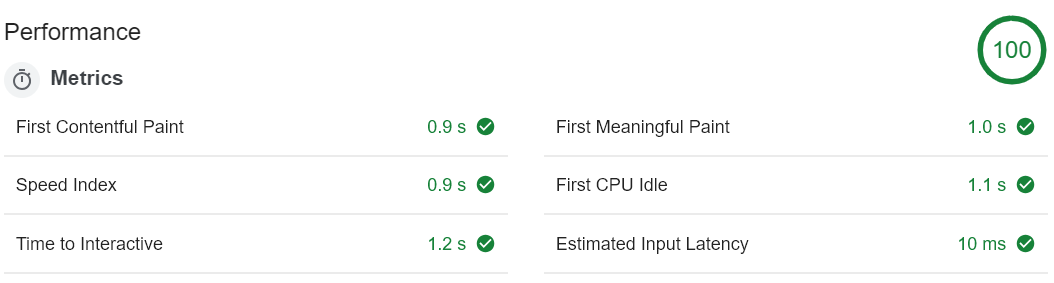 Performance
100
Metrics
First Contentful Paint 0.9 s
First Meaningful Paint 1.0 s
Speed Index 0.9 s
First CPU Idle 1.1 s
Time to Interactive 1.2 s
Estimated Input Latency 10 ms